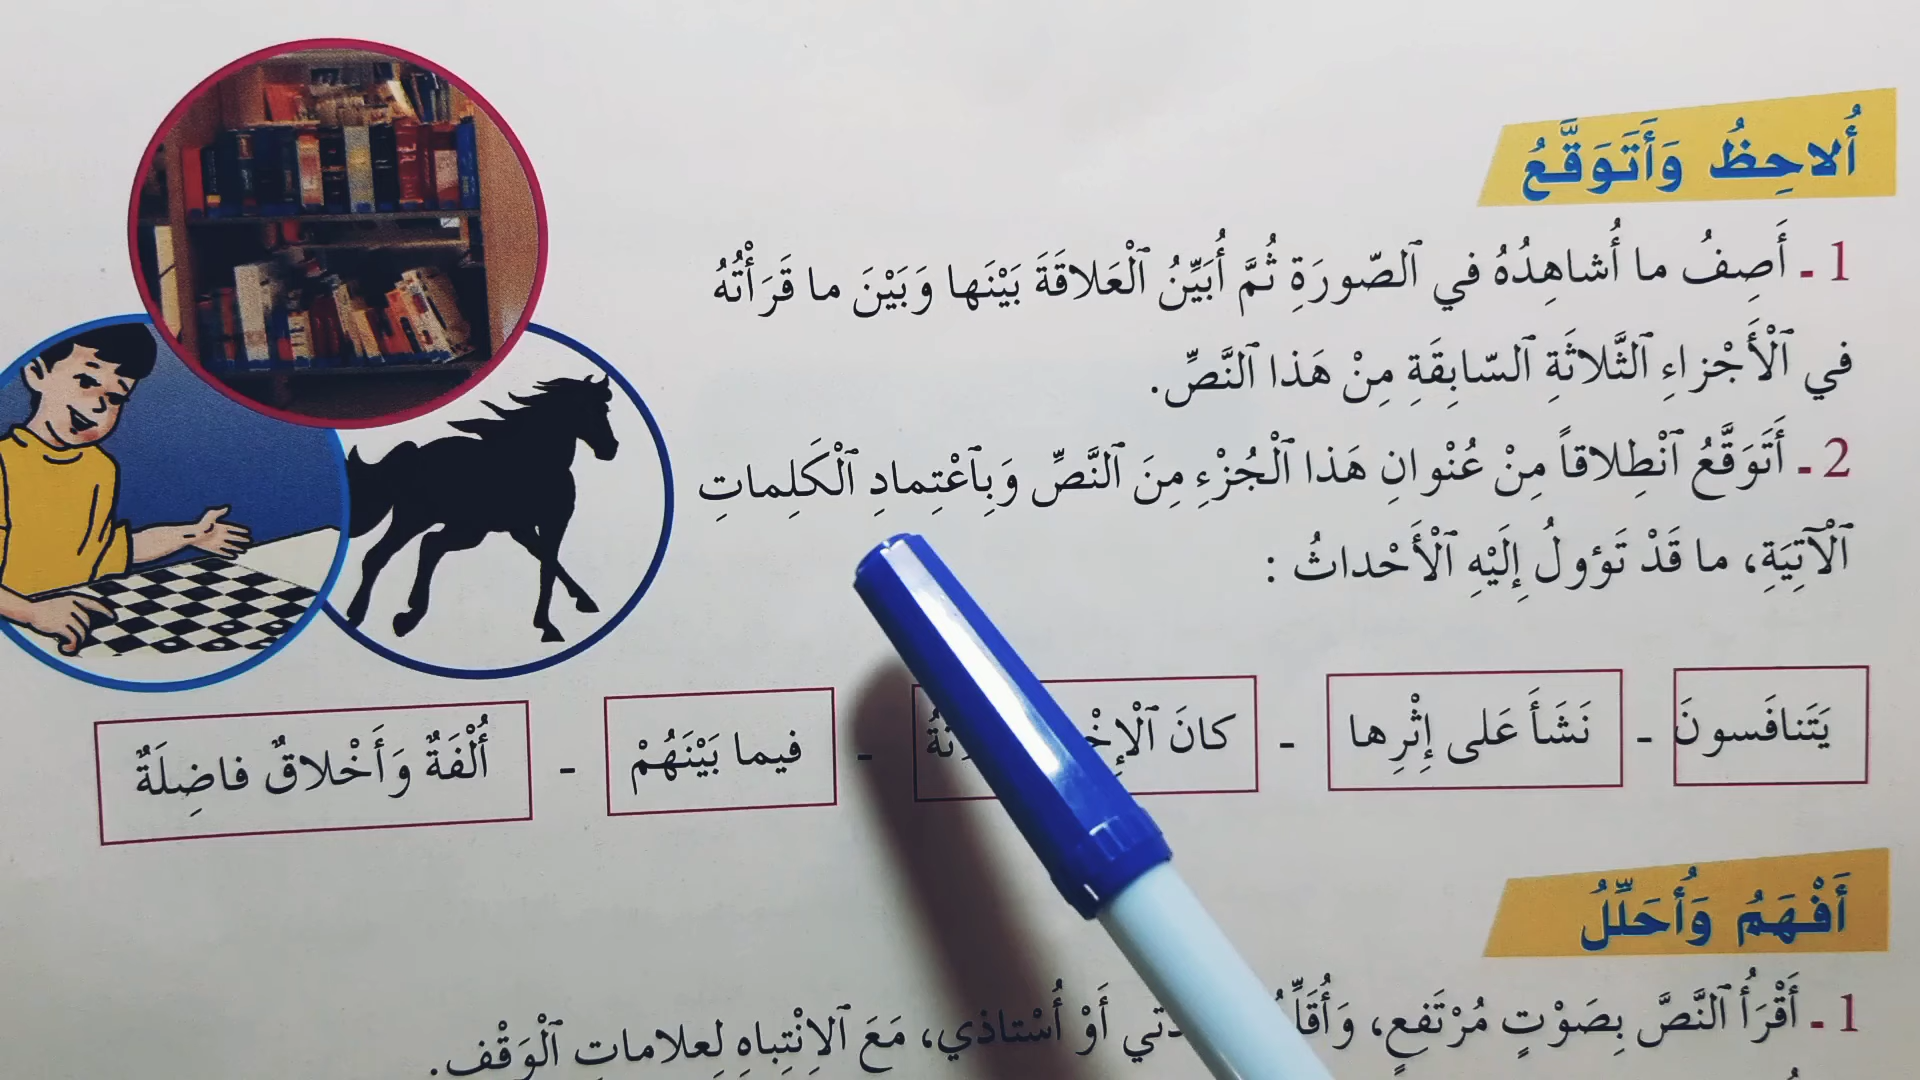 أُلاحِظُ وَأَتَوَقَّعُ
1 - أَصِفُ ما أُشاهِدُهُ في ٱلصّورَةِ ثُمَّ أُبَيِّنُ ٱلْعَلاقَةَ بَيْنَها وَبَيْنَ ما قَرَأْتُهُ
في ٱلْأَجْزاءِ ٱلثَّلاثَةِ ٱلسّابِقَةِ مِنْ هَذا ٱلنَّصِّ.
2 - أَتَوَقَّعُ ٱنْطِلاقاً مِنْ عُنْوانِ هَذا ٱلْجُزْءِ مِنَ ٱلنَّصِّ وَبِٱعْتِمادِ ٱلْكَلِماتِ
ٱلْآتِيَةِ، ما قَدْ تَؤولُ إِلَيْهِ ٱلْأَحْداثُ :
يَتَنافَسونَ - نَشَأَ عَلى إِثْرِها - كانَ - فيما بَيْنَهُمْ - أُلْفَةٌ وَأَخْلاقٌ فاضِلَةٌ
أَفْهَمُ وَأُحَلِّلُ
1 - أَقْرَأُ ٱلنَّصَّ بِصَوْتٍ مُرْتَفِعٍ، أَوْ أُسْتاذي، مَعَ ٱلِانْتِباهِ لِعلاماتِ ٱلْوَقْفِ.